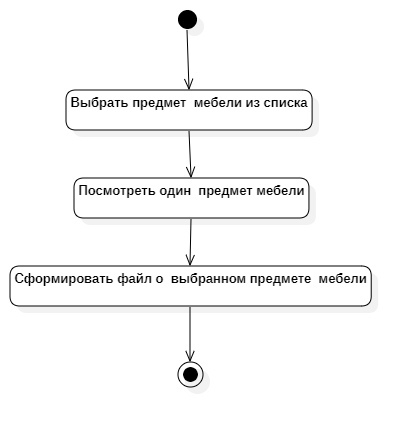 Выбрать предмет мебели из списка
Посмотреть один предмет мебели
Сформировать файл о выбранном предмете мебели